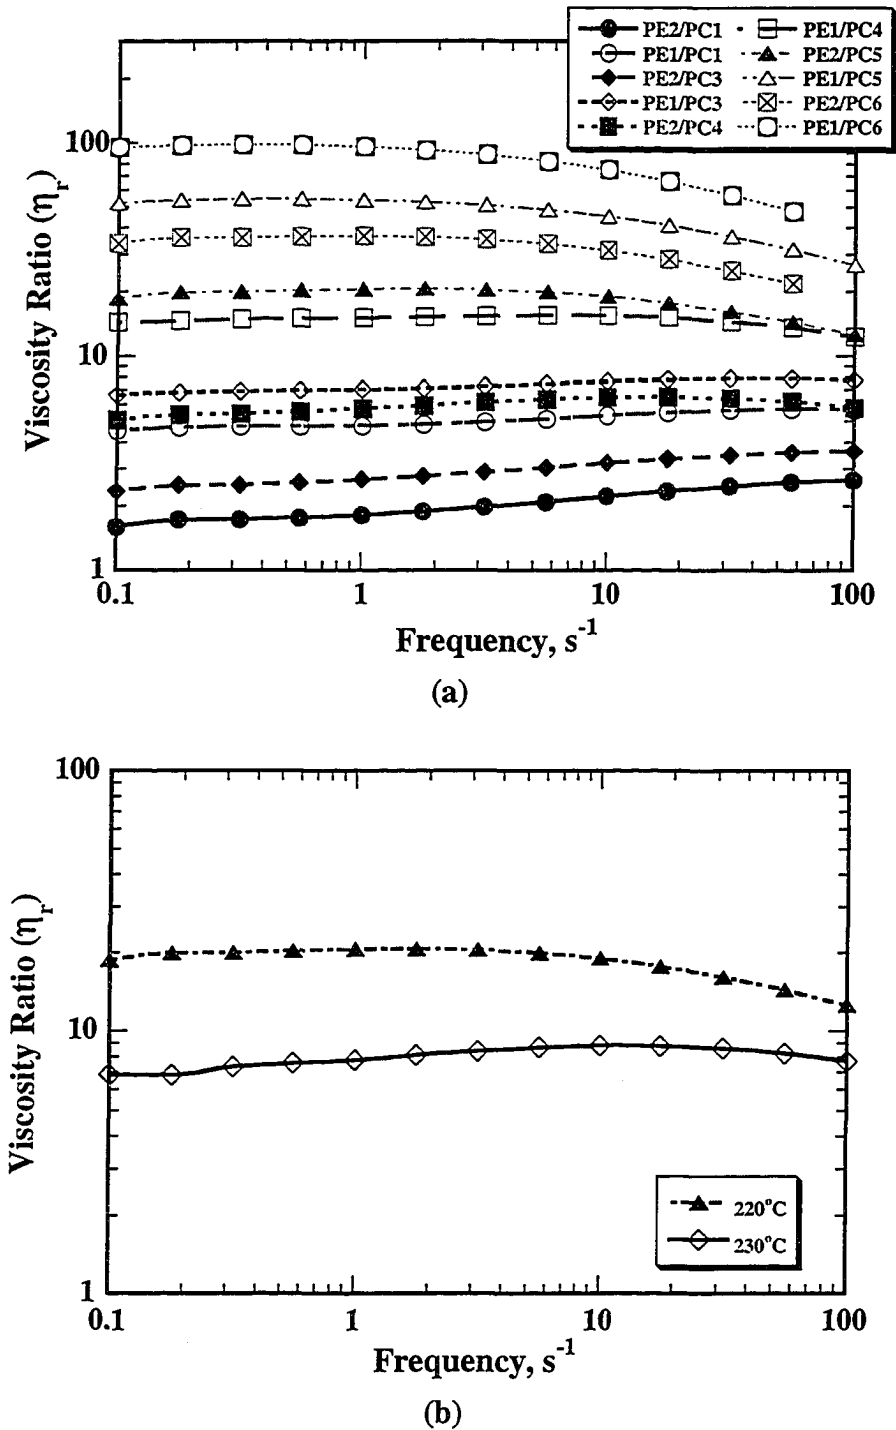 PE2/PC1 PE1/PC4
PE1/PC1 PE2/PC5
PE2/PC3 PE1/PC5
PE1/PC3 PE2/PC6
PE2/PC4 PE1/PC6
100
10
1
Viscosity Ratio (ηr)
0.1 1 10 100
Frequency, s-1
(a)
100
10
1
Viscosity Ratio (ηr)
220°C
230°C
0.1 1 10 100
Frequency, s-1
(b)